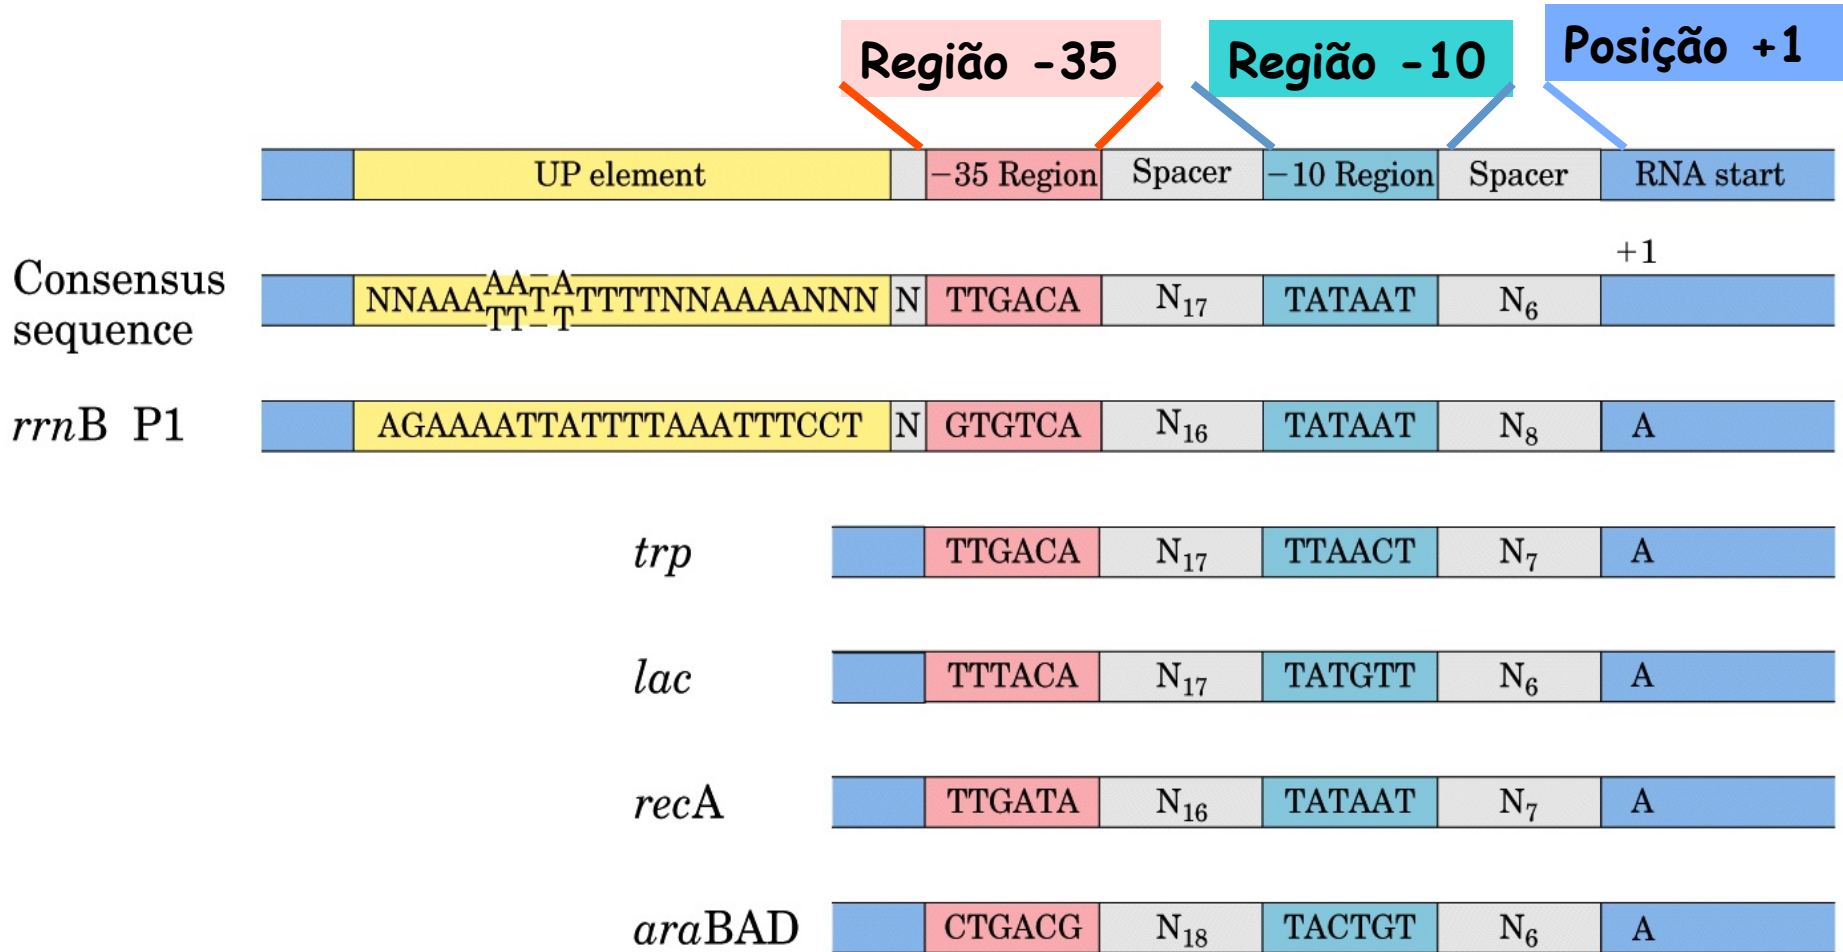 Região -35 Região -10 Posição +1
UP element −35 Region Spacer −10 Region Spacer RNA start
+1
Consensus sequence NNAAAAATATTTTNNAAAANNN N TTGACA N17 TATAAT N6
TT T
rrnB P1 AGAAAATTATTTTAAATTTCCT N GTGTCA N16 TATAAT N8 A
trp TTGACA N17 TTAACT N7 A
lac TTTACA N17 TATGTT N6 A
recA TTGATA N16 TATAAT N7 A
araBAD CTGACG N18 TACTGT N6 A